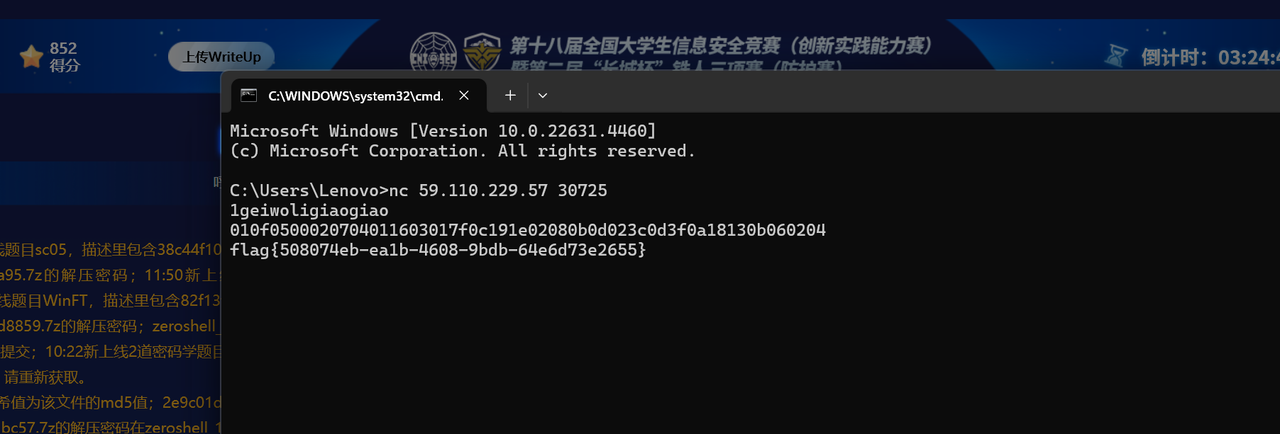 852
得分
上传WriteUp
第十八届全国大学生信息安全竞赛（创新实践能力赛）
暨第二届“长城杯”铁人三项赛（防护赛）
倒计时：03:24:4
C:\WINDOWS\system32\cmd.
Microsoft Windows [Version 10.0.22631.4460]
(c) Microsoft Corporation. All rights reserved.
C:\Users\Lenovo>nc 59.110.229.57 30725
1geiwoligiaogiao
010f0500020704011603017f0c191e02080b0d023c0d3f0a18130b060204
flag{508074eb-ea1b-4608-9bdb-64e6d73e2655}
题目sc05，描述里包含38c44f10
a95.7z的解压密码；11:50新上
线题目WinFT，描述里包含82f13
d8859.7z的解压密码；zeroshell_
提交；10:22新上线2道密码学题目
请重新获取。
希值为该文件的md5值；2e9c01d
bc57.7z的解压密码在zeroshell_1